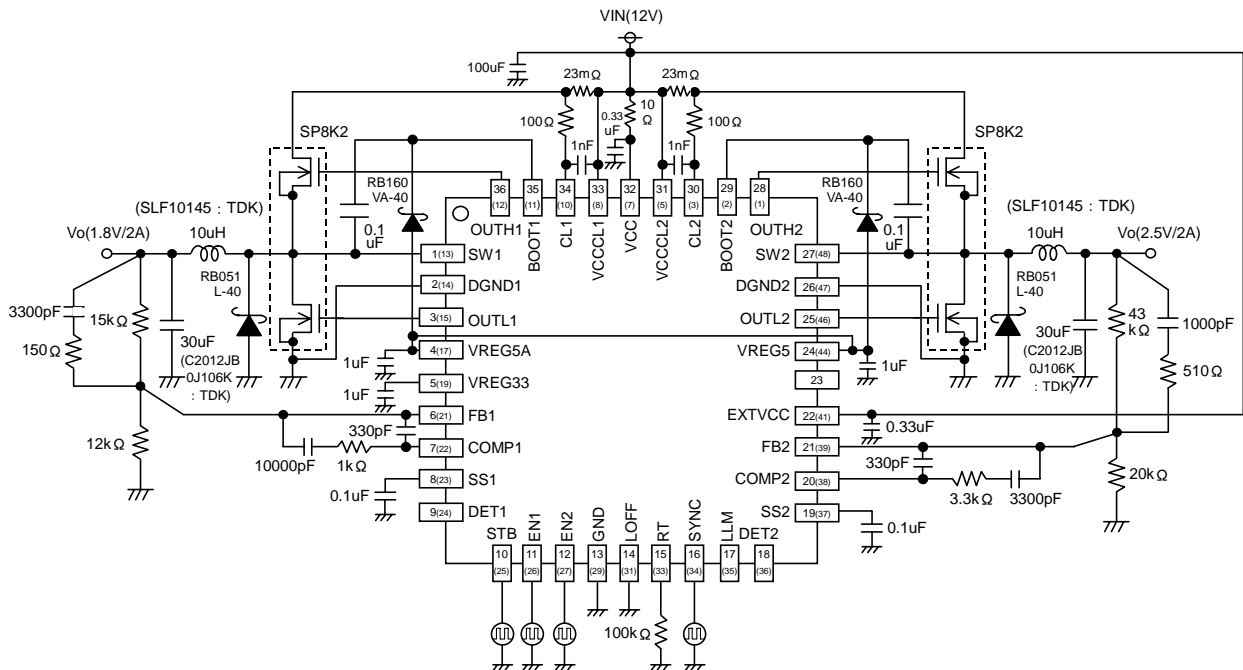 VIN(12V)
100uF
23mΩ
23mΩ
100Ω
0.33
uF
10
Ω
100Ω
1nF
1nF
SP8K2
SP8K2
RB160
VA-40
RB160
VA-40
36
(12)
35
(11)
34
(10)
33
(8)
32
(7)
31
(5)
30
(3)
29
(2)
28
(1)
OUTH1
BOOT1
CL1
VCCCL1
VCC
VCCCL2
CL2
BOOT2
OUTH2
(SLF10145 : TDK)
Vo(1.8V/2A)
10uH
0.1
uF
0.1
uF
(SLF10145 : TDK)
10uH
Vo(2.5V/2A)
RB051
L-40
RB051
L-40
3300pF
15kΩ
150Ω
30uF
(C2012JB
0J106K
: TDK)
12kΩ
1(13) SW1
2(14) DGND1
3(15) OUTL1
4(17) VREG5A
5(19) VREG33
6(21) FB1
7(22) COMP1
8(23) SS1
9(24) DET1
1uF
1uF
330pF
10000pF
1kΩ
0.1uF
SW2 27(48)
DGND2 26(47)
OUTL2 25(46)
VREG5 24(44)
23
EXTVCC 22(41)
FB2 21(39)
COMP2 20(38)
SS2 19(37)
1uF
0.33uF
330pF
3.3kΩ
3300pF
0.1uF
30uF
(C2012JB
0J106K
: TDK)
43
kΩ
1000pF
510Ω
20kΩ
STB
EN1
EN2
GND
LOFF
RT
SYNC
LLM
DET2
10
(25)
11
(26)
12
(27)
13
(29)
14
(31)
15
(33)
16
(34)
17
(35)
18
(36)
100kΩ